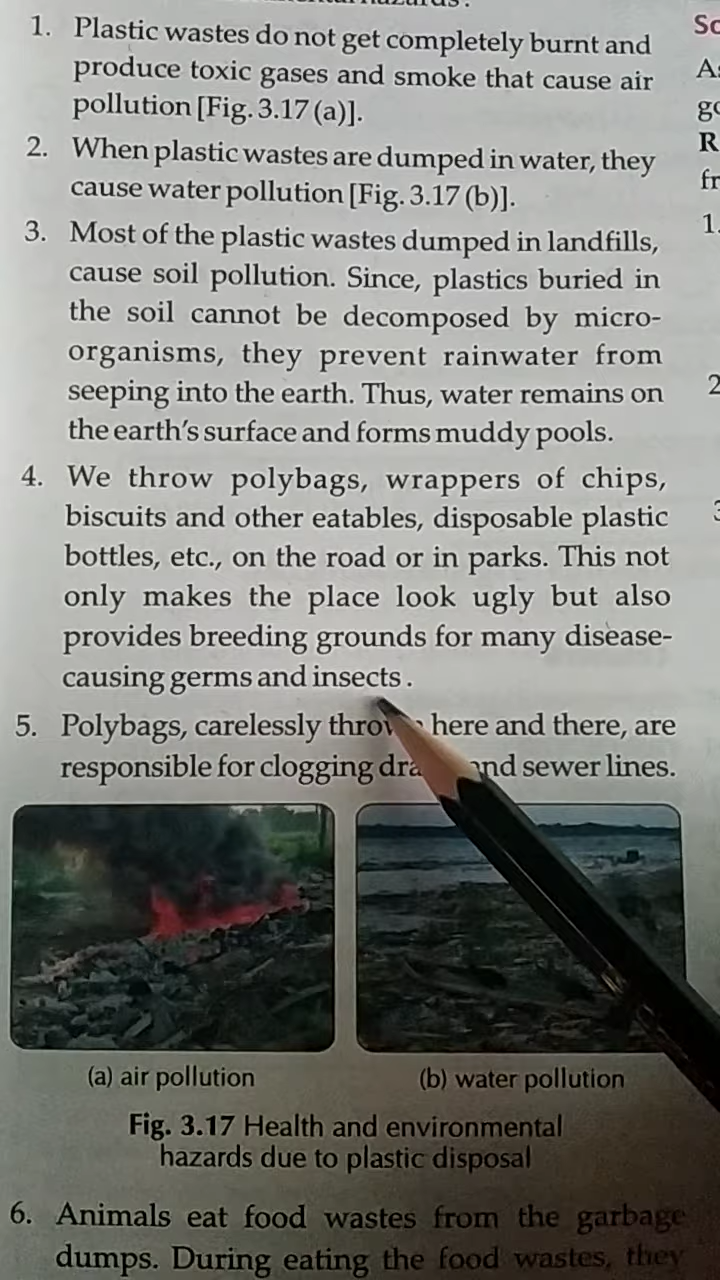 1. Plastic wastes do not get completely burnt and
produce toxic gases and smoke that cause air
pollution [Fig. 3.17 (a)].
2. When plastic wastes are dumped in water, they
cause water pollution [Fig. 3.17 (b)].
3. Most of the plastic wastes dumped in landfills,
cause soil pollution. Since, plastics buried in
the soil cannot be decomposed by micro-
organisms, they prevent rainwater from
seeping into the earth. Thus, water remains on
the earth's surface and forms muddy pools.
4. We throw polybags, wrappers of chips,
biscuits and other eatables, disposable plastic
bottles, etc., on the road or in parks. This not
only makes the place look ugly but also
provides breeding grounds for many disease-
causing germs and insects.
5. Polybags, carelessly here and there, are
responsible for clogging and sewer lines.
(a) air pollution
(b) water pollution
Fig. 3.17 Health and environmental
hazards due to plastic disposal
6. Animals eat food wastes from the garbage
dumps. During eating the food wastes, they
1.
2